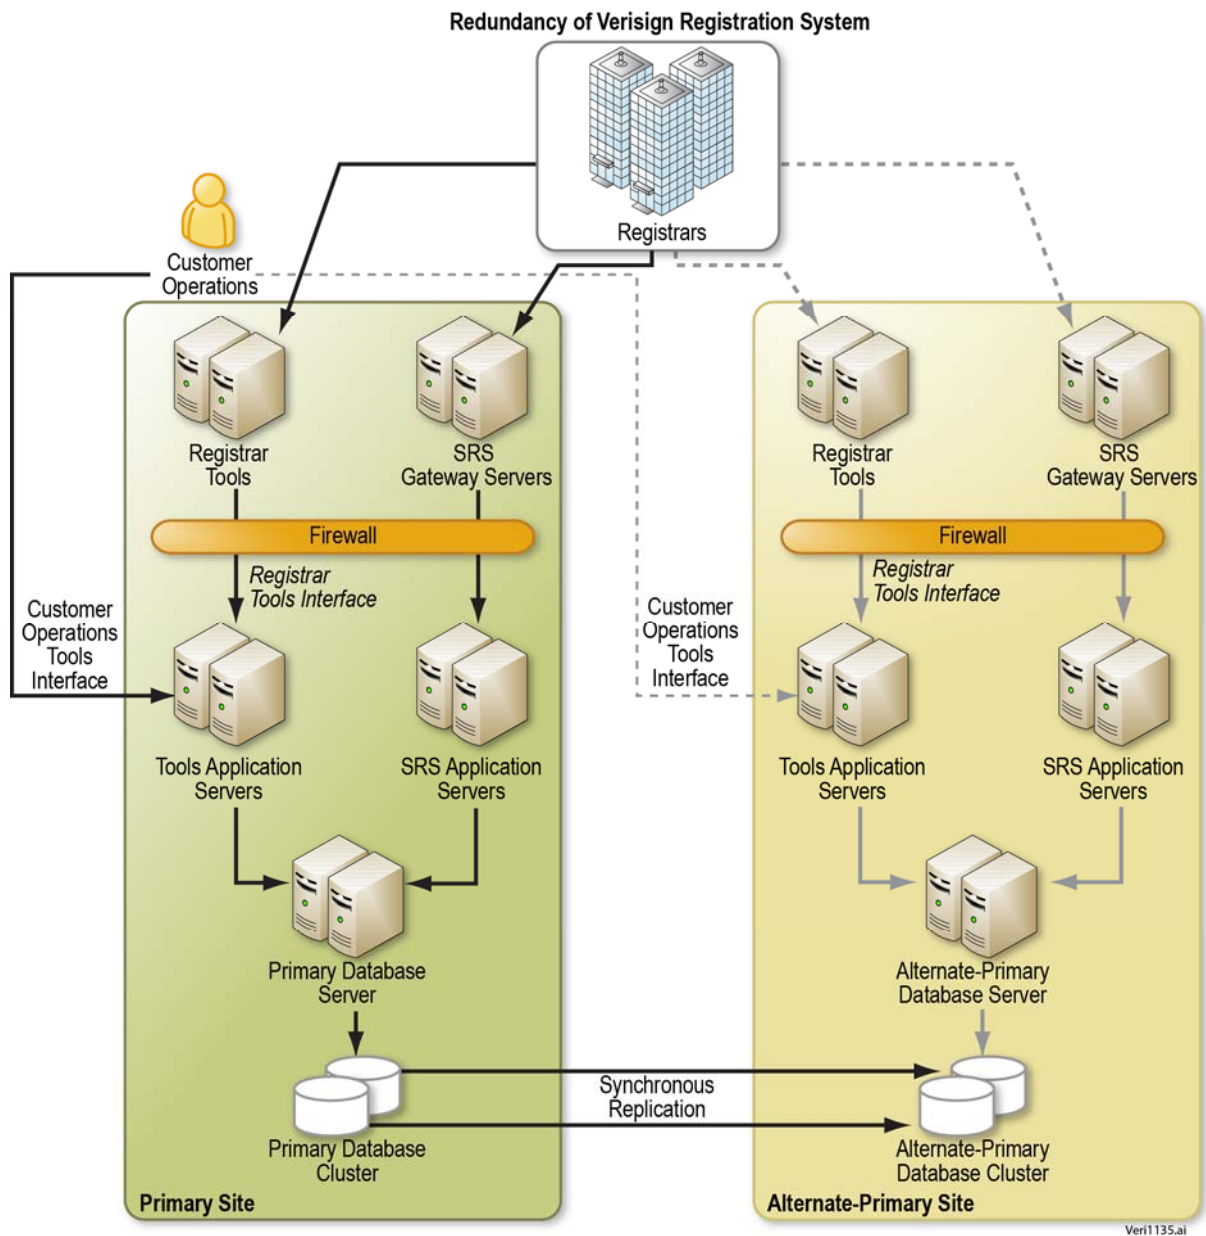 Redundancy of Verisign Registration System
Registrars
Customer
Operations
Registrar
Tools
SRS
Gateway Servers
Firewall
Registrar
Tools Interface
Customer
Operations
Tools
Interface
Tools Application
Servers
SRS Application
Servers
Primary Database
Server
Primary Database
Cluster
Primary Site
Synchronous
Replication
Registrar
Tools
SRS
Gateway Servers
Firewall
Registrar
Tools Interface
Customer
Operations
Tools
Interface
Tools Application
Servers
SRS Application
Servers
Alternate-Primary
Database Server
Alternate-Primary
Database Cluster
Alternate-Primary Site
Veri1135.ai